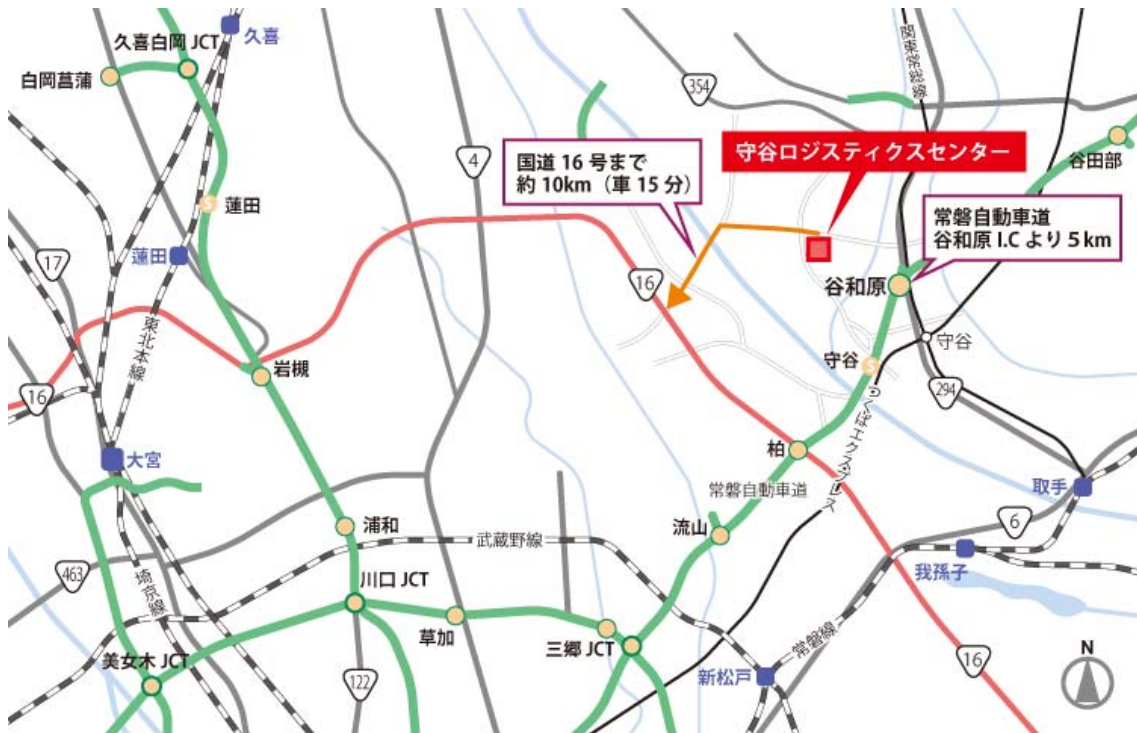 久喜白岡 JCT
久喜
白岡菖蒲
関東常総線
354
4
国道 16 号まで
約 10km（車 15 分）
守谷ロジスティクスセンター
谷田部
蓮田
常磐自動車道
谷和原 I.C より 5 km
蓮田
17
16
谷和原
東北本線
守谷
守谷
岩槻
16
294
つくばエクスプレス
柏
大宮
常磐自動車道
取手
浦和
流山
6
武蔵野線
我孫子
463
川口 JCT
埼京線
草加
三郷 JCT
常磐線
新松戸
美女木 JCT
122
16
N